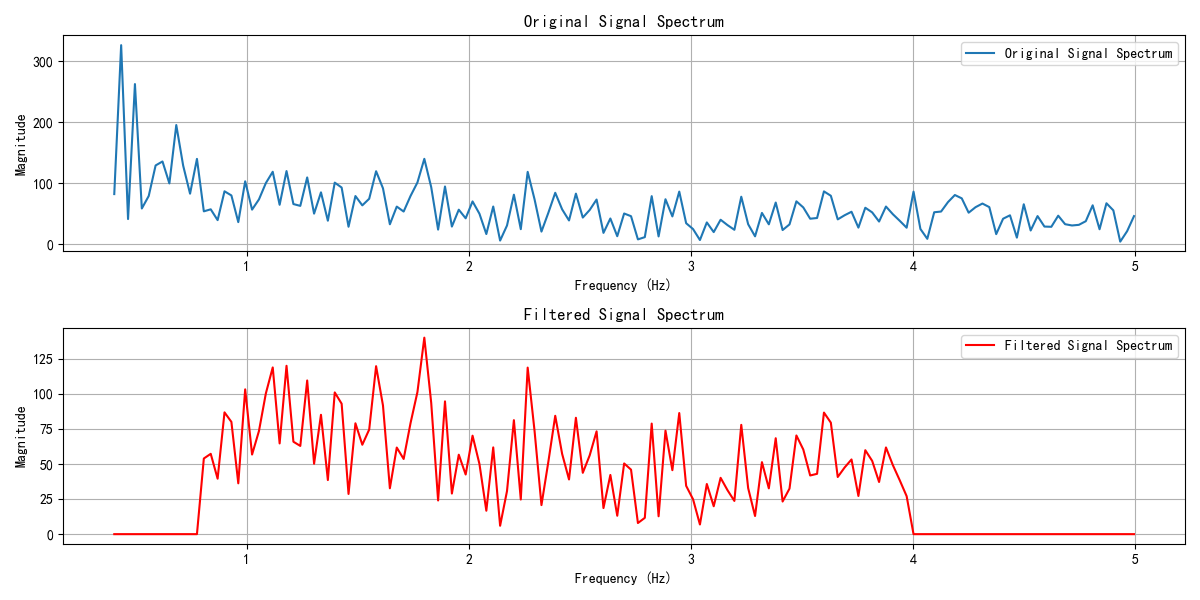 Original Signal Spectrum
Original Signal Spectrum
Magnitude
300
200
100
0
1 2 3 4 5
Frequency (Hz)
Filtered Signal Spectrum
Filtered Signal Spectrum
Magnitude
125
100
75
50
25
0
1 2 3 4 5
Frequency (Hz)